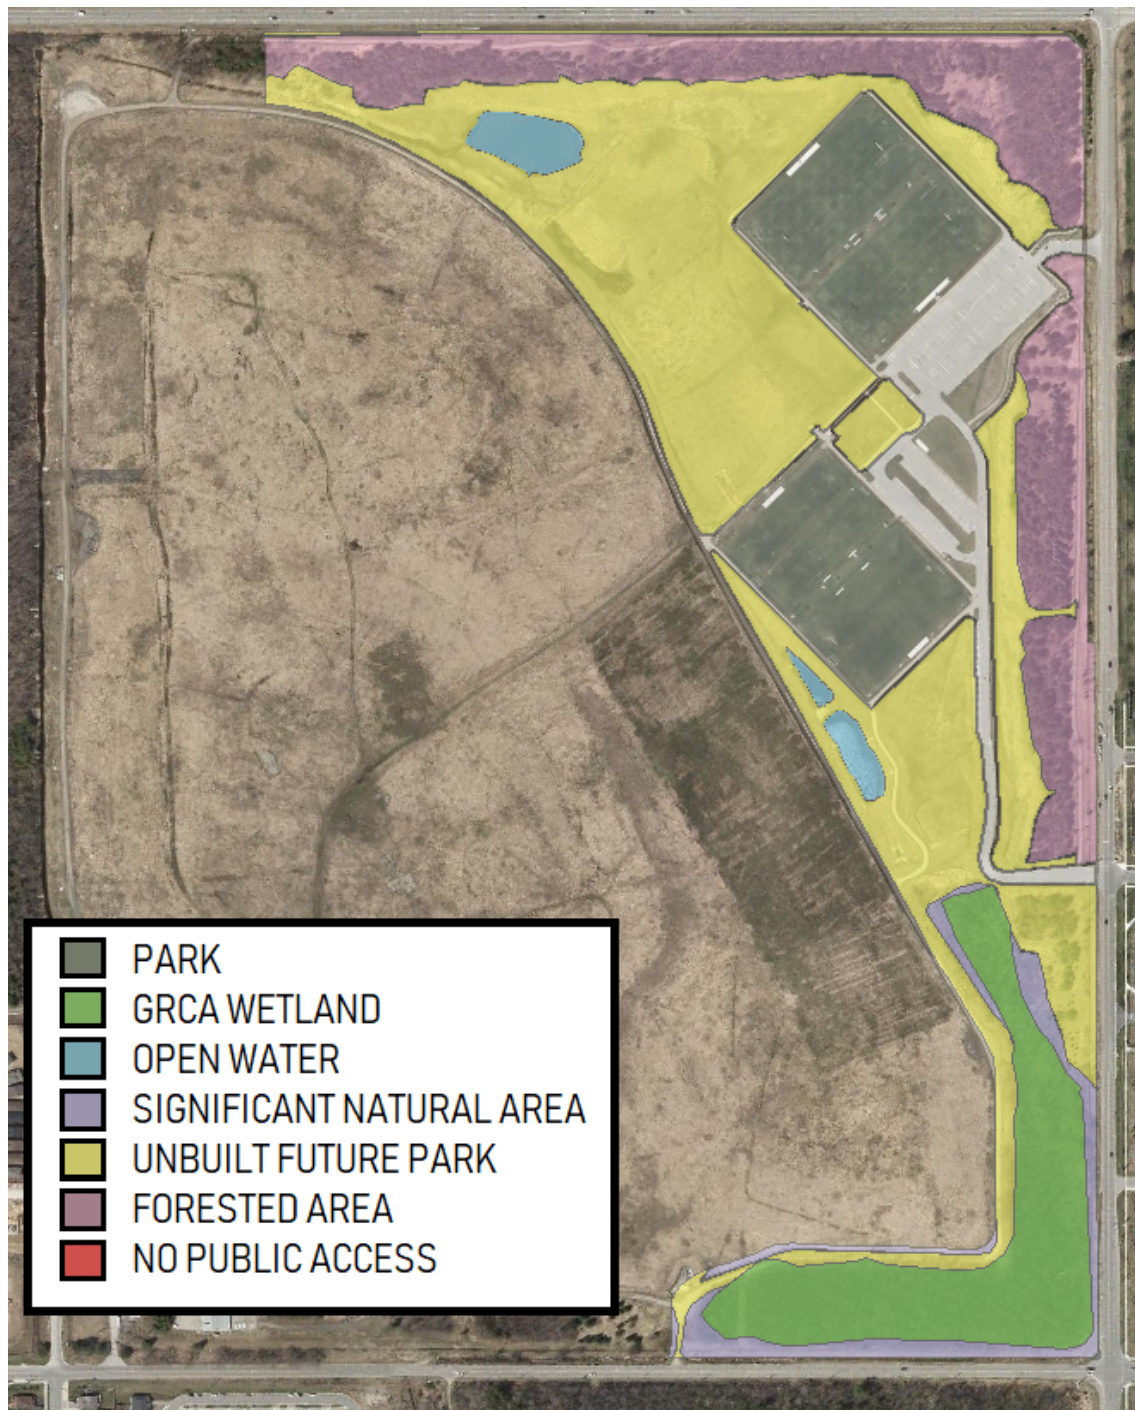 PARK
GRCA WETLAND
OPEN WATER
SIGNIFICANT NATURAL AREA
UNBUILT FUTURE PARK
FORESTED AREA
NO PUBLIC ACCESS